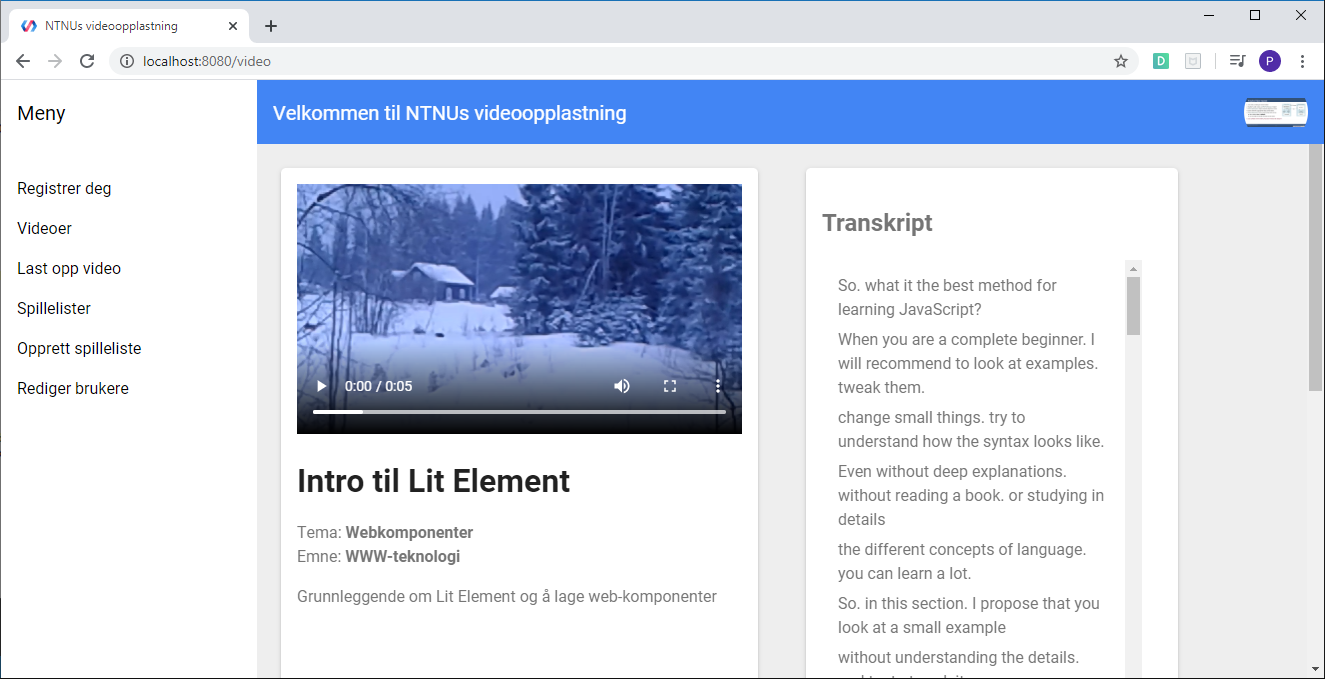 NTNUs videoopplastning
localhost:8080/video
D
P
Meny
Velkommen til NTNUs videoopplastning
Registrer deg
Videoer
Last opp video
Spillelister
Opprett spilleliste
Rediger brukere
0:00 / 0:05
Intro til Lit Element
Tema: Webkomponenter
Emne: WWW-teknologi
Grunnleggende om Lit Element og å lage web-komponenter
Transkript
So. what it the best method for
learning JavaScript?
When you are a complete beginner. I
will recommend to look at examples.
tweak them.
change small things. try to
understand how the syntax looks like.
Even without deep explanations.
without reading a book. or studying in
details
the different concepts of language.
you can learn a lot.
So. in this section. I propose that you
look at a small example
without understanding the details.